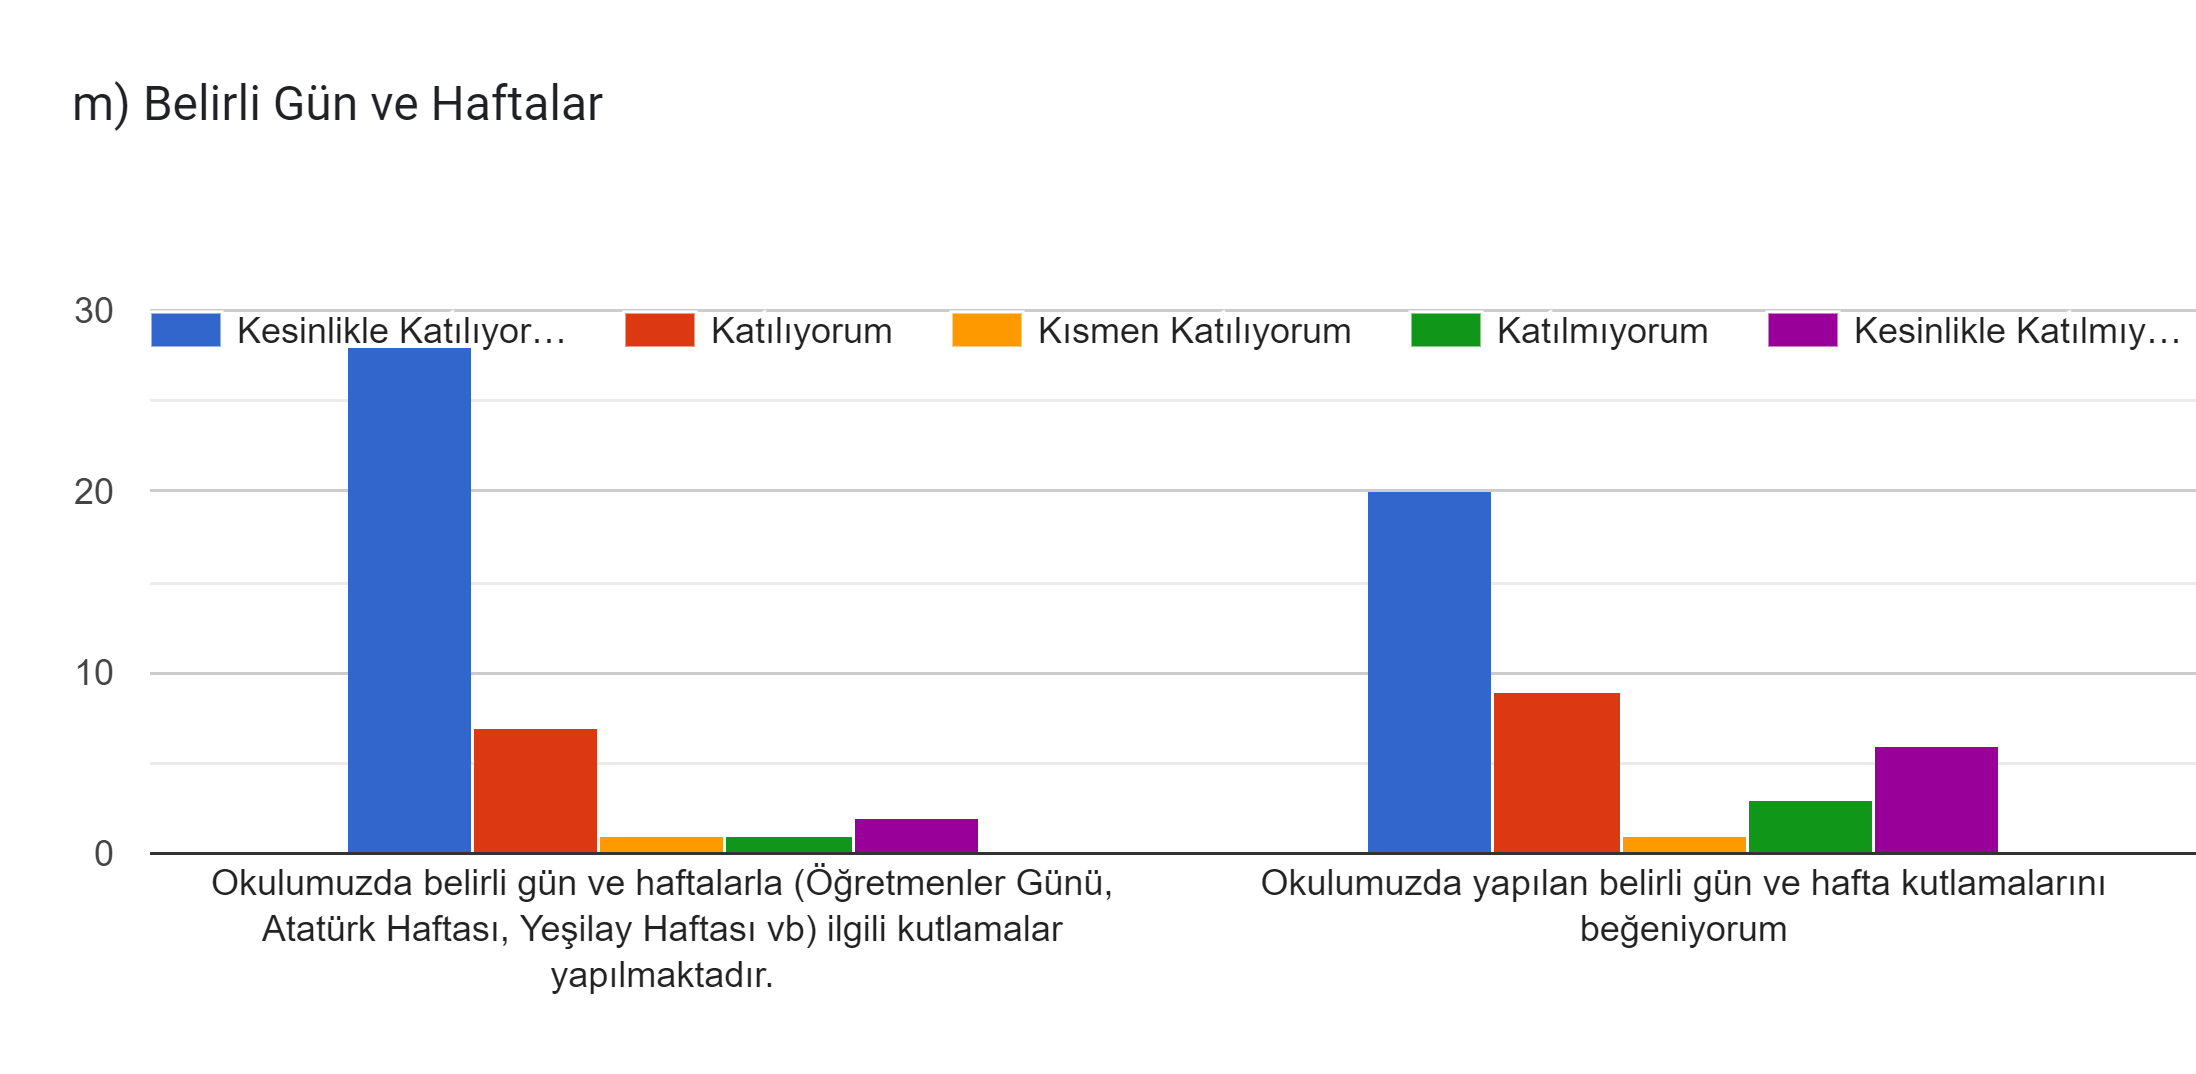 m) Belirli Gün ve Haftalar
30
Kesinlikle Katılıyor…
Katılıyorum
Kısmen Katılıyorum
Katılmıyorum
Kesinlikle Katılmıy…
20
10
0
Okulumuzda belirli gün ve haftalarla (Öğretmenler Günü,
Atatürk Haftası, Yeşilay Haftası vb) ilgili kutlamalar
yapılmaktadır.
Okulumuzda yapılan belirli gün ve hafta kutlamalarını
beğeniyorum